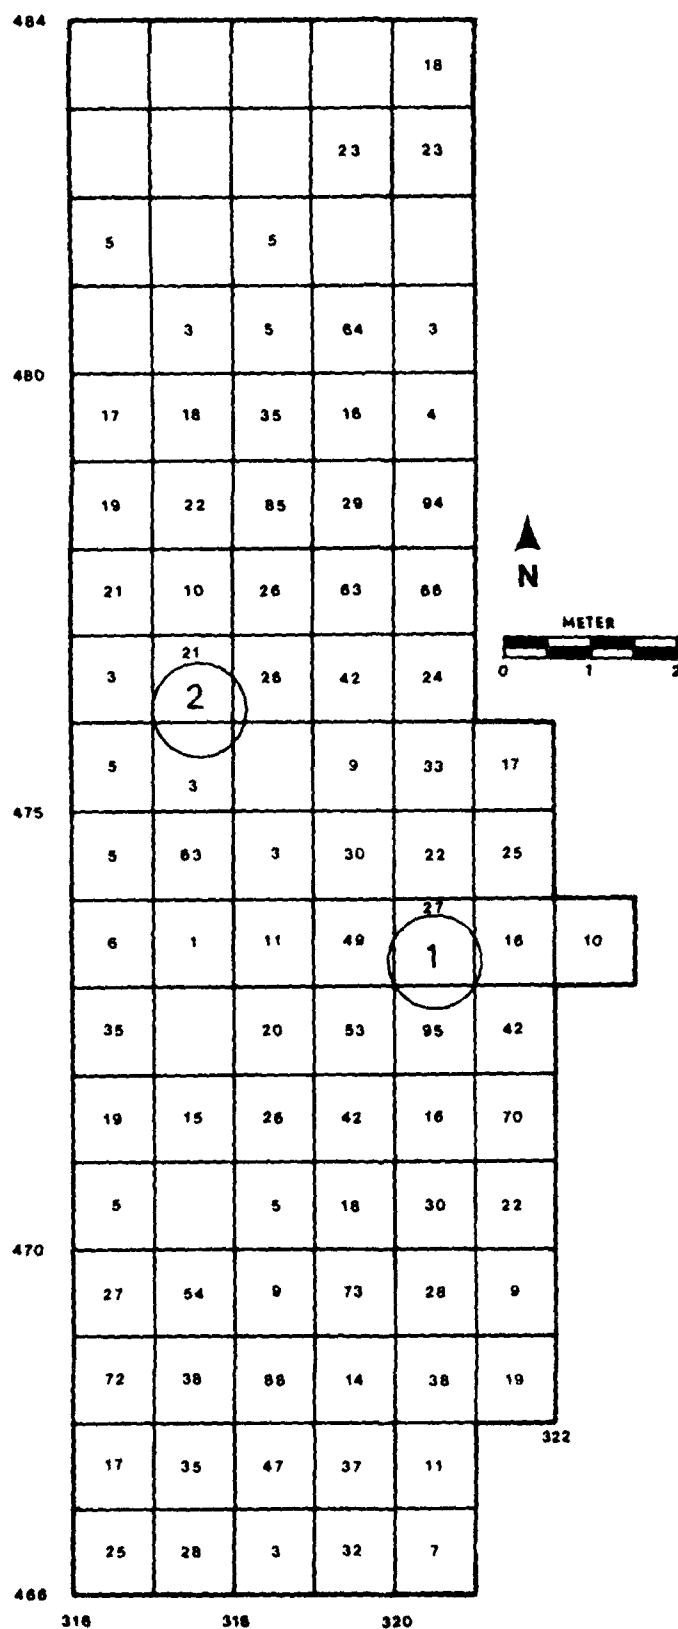 484
18
23 23
5 5
3 5 64 3
480
17 18 35 16 4
19 22 85 29 94
N
21 10 26 63 66
METER
0 1 2
21
3 2 26 42 24
5 3 9 33 17
475
5 63 3 30 22 25
27
6 1 11 49 1 16 10
35 20 53 95 42
19 15 26 42 16 70
5 5 18 30 22
470
27 54 9 73 28 9
72 38 86 14 38 19
322
17 35 47 37 11
25 28 3 32 7
466
316 318 320